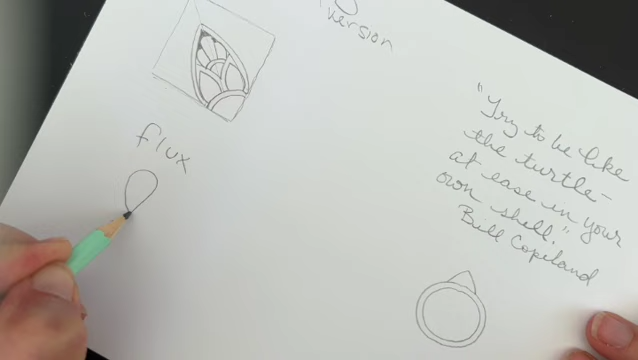 version
flux
"Try to be like
the turtle—
at ease in your
own shell."
Bill Copeland